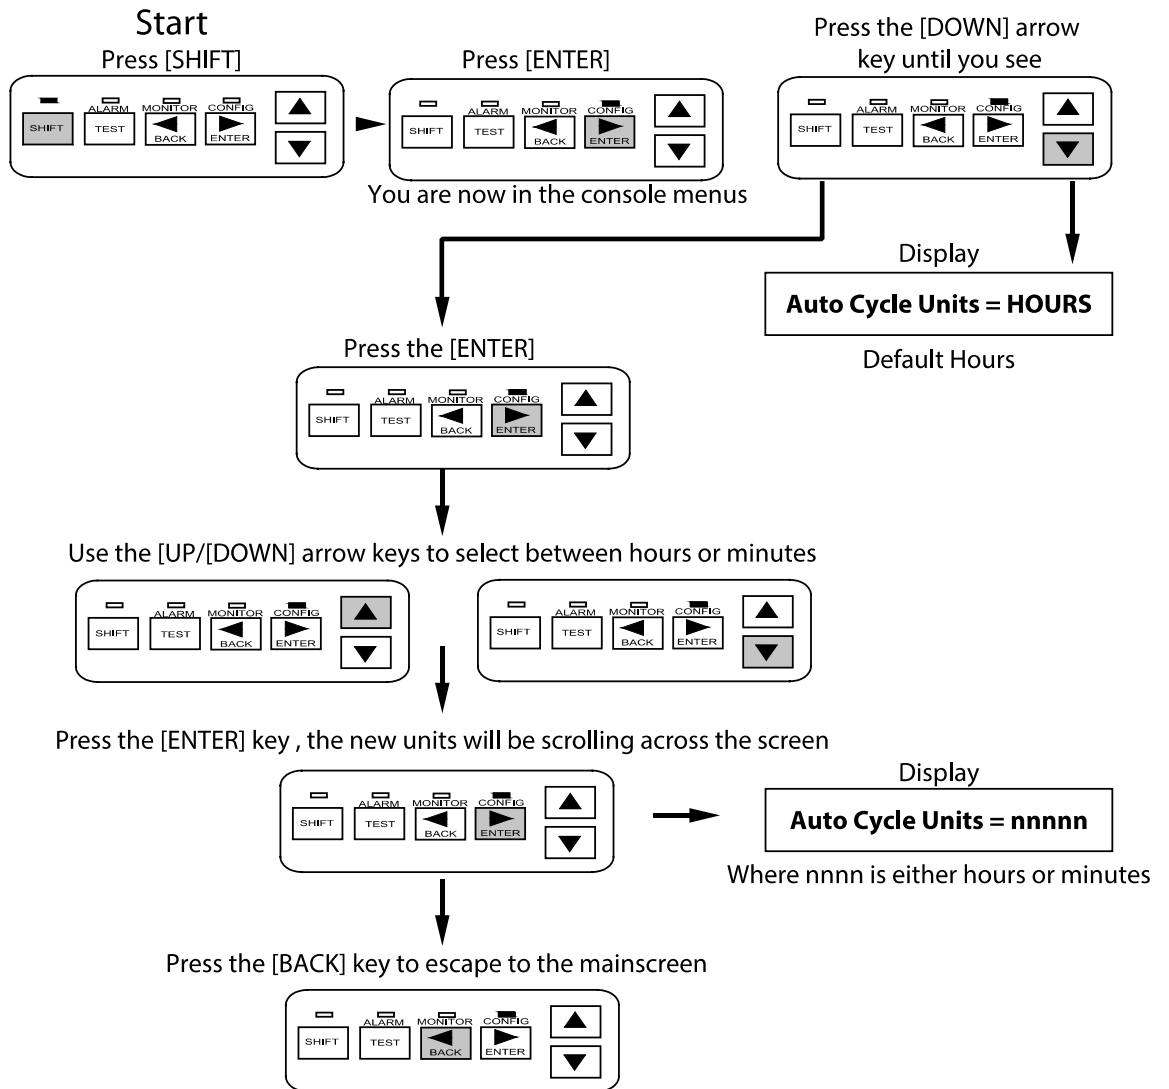 Start
Press [SHIFT]
ALARM MONITOR CONFIG
SHIFT TEST BACK ENTER
Press [ENTER]
ALARM MONITOR CONFIG
SHIFT TEST BACK ENTER
You are now in the console menus
Press the [DOWN] arrow
key until you see
ALARM MONITOR CONFIG
SHIFT TEST BACK ENTER
Display
Auto Cycle Units = HOURS
Default Hours
Press the [ENTER]
ALARM MONITOR CONFIG
SHIFT TEST BACK ENTER
Use the [UP/[DOWN] arrow keys to select between hours or minutes
ALARM MONITOR CONFIG
SHIFT TEST BACK ENTER
ALARM MONITOR CONFIG
SHIFT TEST BACK ENTER
Press the [ENTER] key , the new units will be scrolling across the screen
ALARM MONITOR CONFIG
SHIFT TEST BACK ENTER
Display
Auto Cycle Units = nnnnn
Where nnnn is either hours or minutes
Press the [BACK] key to escape to the mainscreen
ALARM MONITOR CONFIG
SHIFT TEST BACK ENTER